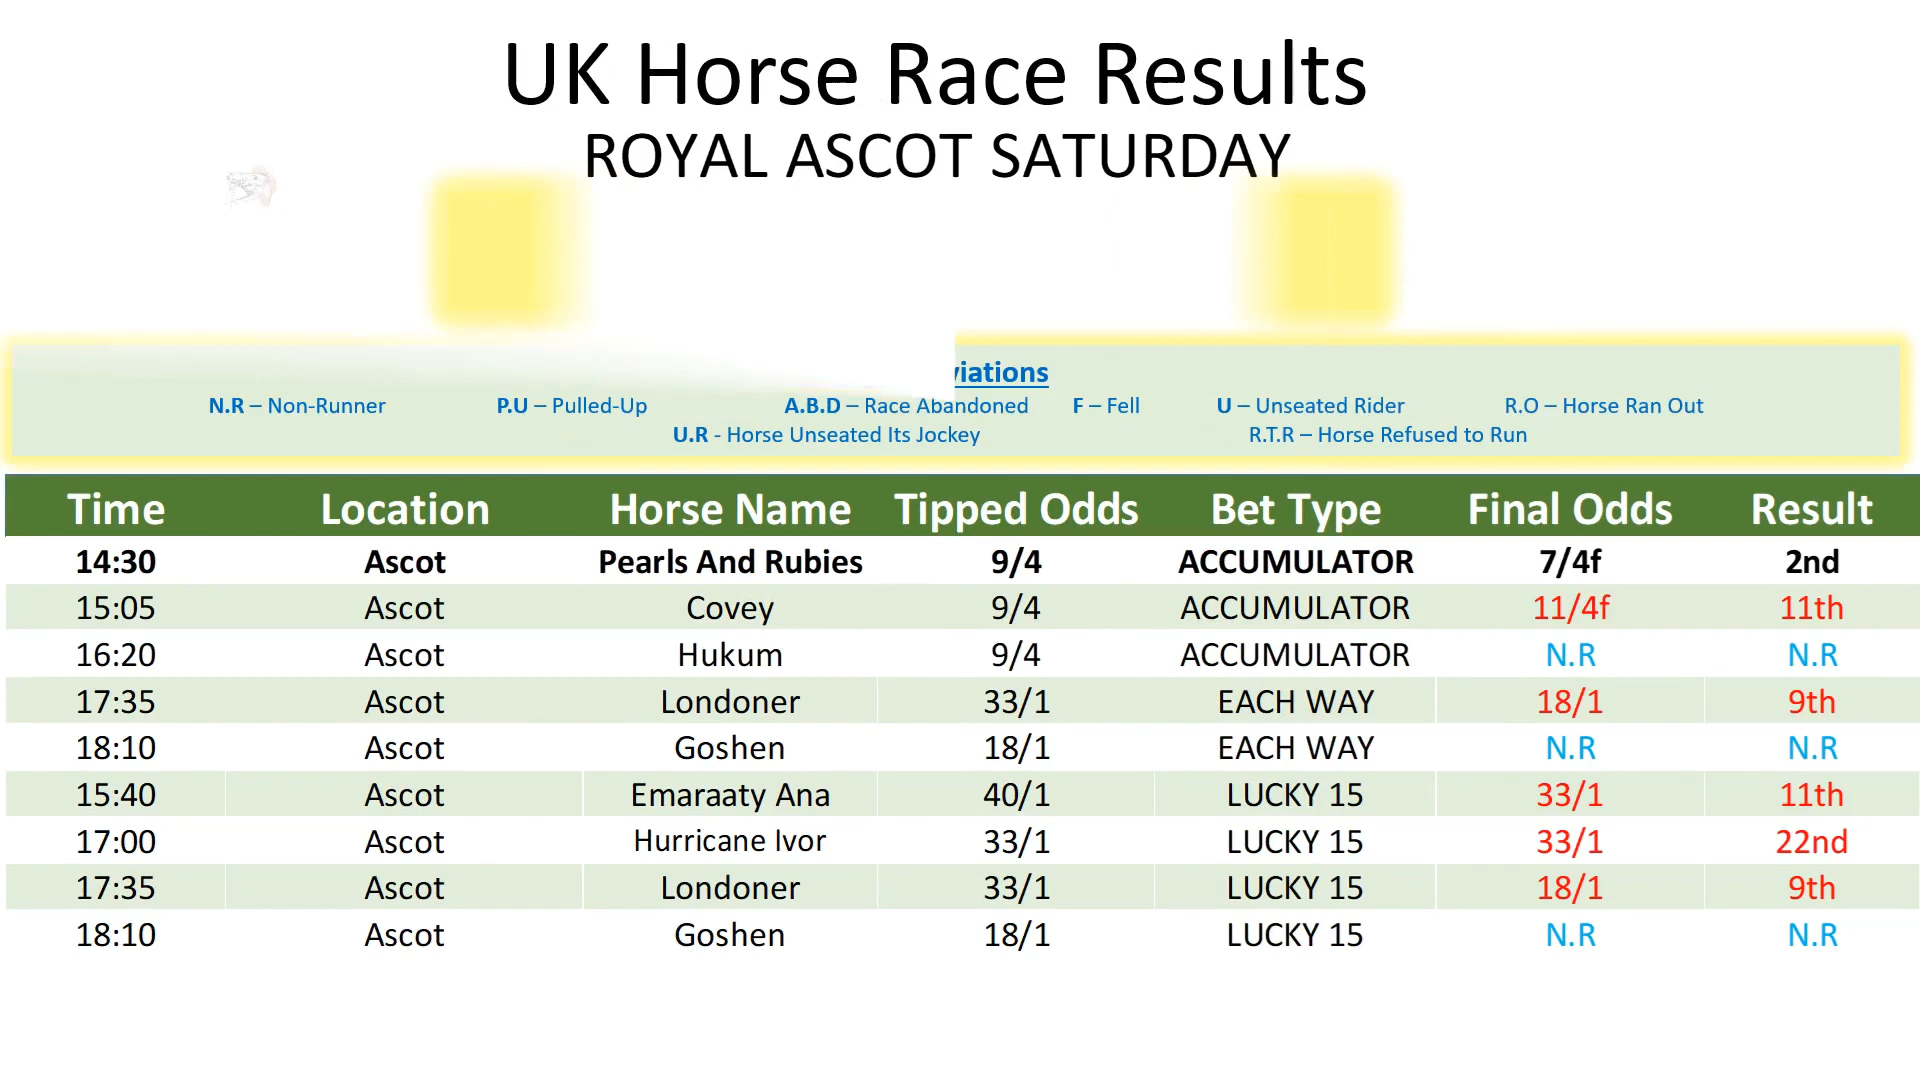 UK Horse Race Results
ROYAL ASCOT SATURDAY
viations
N.R – Non-Runner P.U – Pulled-Up A.B.D – Race Abandoned F – Fell U – Unseated Rider R.O – Horse Ran Out
U.R - Horse Unseated Its Jockey R.T.R – Horse Refused to Run
Time Location Horse Name Tipped Odds Bet Type Final Odds Result
14:30 Ascot Pearls And Rubies 9/4 ACCUMULATOR 7/4f 2nd
15:05 Ascot Covey 9/4 ACCUMULATOR 11/4f 11th
16:20 Ascot Hukum 9/4 ACCUMULATOR N.R N.R
17:35 Ascot Londoner 33/1 EACH WAY 18/1 9th
18:10 Ascot Goshen 18/1 EACH WAY N.R N.R
15:40 Ascot Emaraaty Ana 40/1 LUCKY 15 33/1 11th
17:00 Ascot Hurricane Ivor 33/1 LUCKY 15 33/1 22nd
17:35 Ascot Londoner 33/1 LUCKY 15 18/1 9th
18:10 Ascot Goshen 18/1 LUCKY 15 N.R N.R